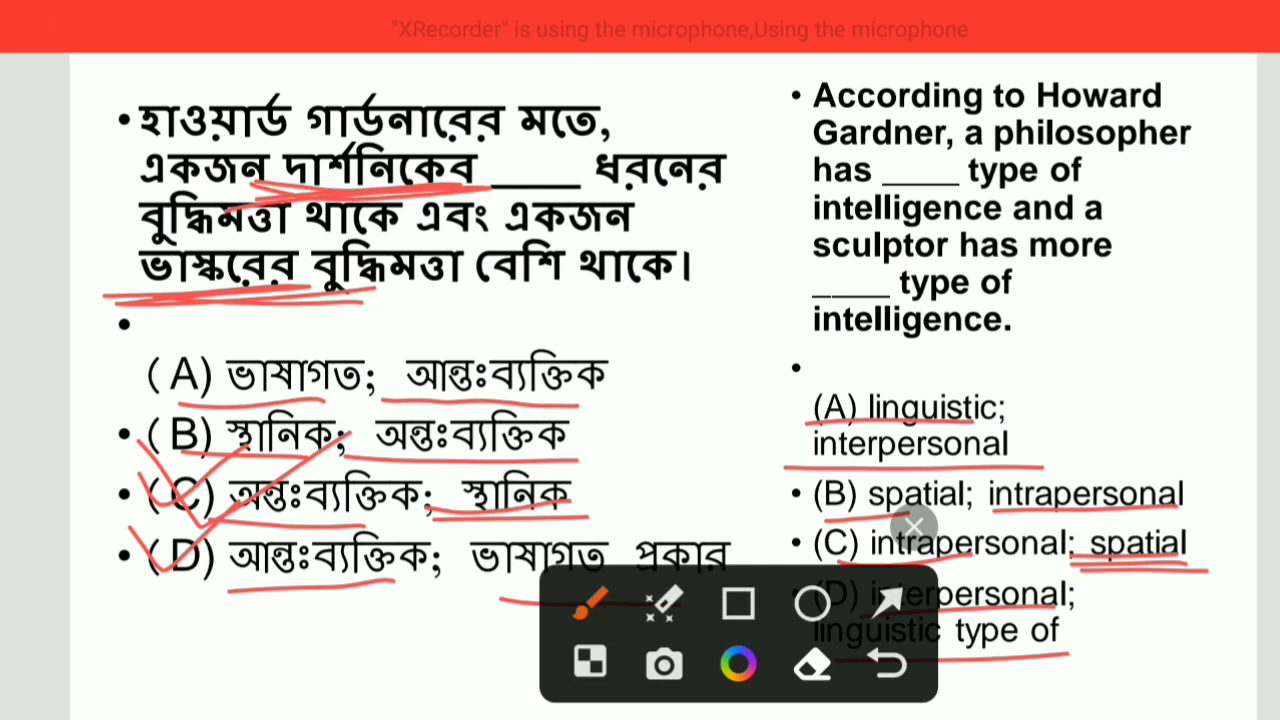 "XRecorder" is using the microphone,Using the microphone
• হাওয়ার্ড গার্ডনারের মতে,
একজন দার্শনিকের ____ ধরনের
বুদ্ধিমত্তা থাকে এবং একজন
ভাস্করের বুদ্ধিমত্তা বেশি থাকে।
•
(A) ভাষাগত; আন্তঃব্যক্তিক
• (B) স্থানিক; অন্তঃব্যক্তিক
• (C) অন্তঃব্যক্তিক; স্থানিক
• (D) আন্তঃব্যক্তিক; ভাষাগত প্রকার
• According to Howard
Gardner, a philosopher
has ____ type of
intelligence and a
sculptor has more
____ type of
intelligence.
•
(A) linguistic;
interpersonal
• (B) spatial; intrapersonal
• (C) intrapersonal; spatial
• (D) interpersonal;
linguistic type of